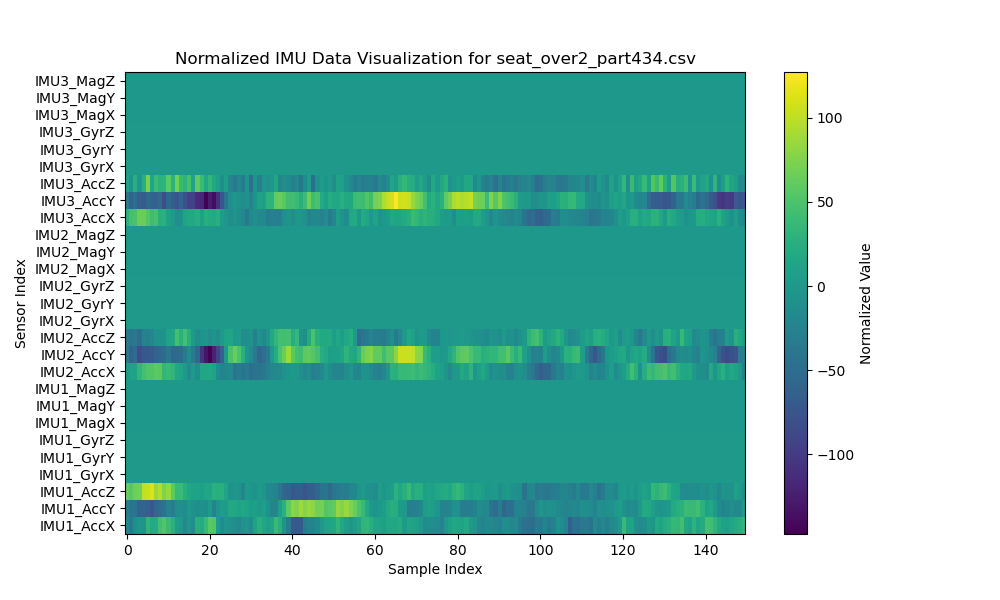 Normalized IMU Data Visualization for seat_over2_part434.csv
IMU3_MagZ
IMU3_MagY
IMU3_MagX
IMU3_GyrZ
IMU3_GyrY
IMU3_GyrX
IMU3_AccZ
IMU3_AccY
IMU3_AccX
IMU2_MagZ
IMU2_MagY
IMU2_MagX
IMU2_GyrZ
IMU2_GyrY
IMU2_GyrX
IMU2_AccZ
IMU2_AccY
IMU2_AccX
IMU1_MagZ
IMU1_MagY
IMU1_MagX
IMU1_GyrZ
IMU1_GyrY
IMU1_GyrX
IMU1_AccZ
IMU1_AccY
IMU1_AccX
Sensor Index
0 20 40 60 80 100 120 140
Sample Index
100
50
0
−50
−100
Normalized Value